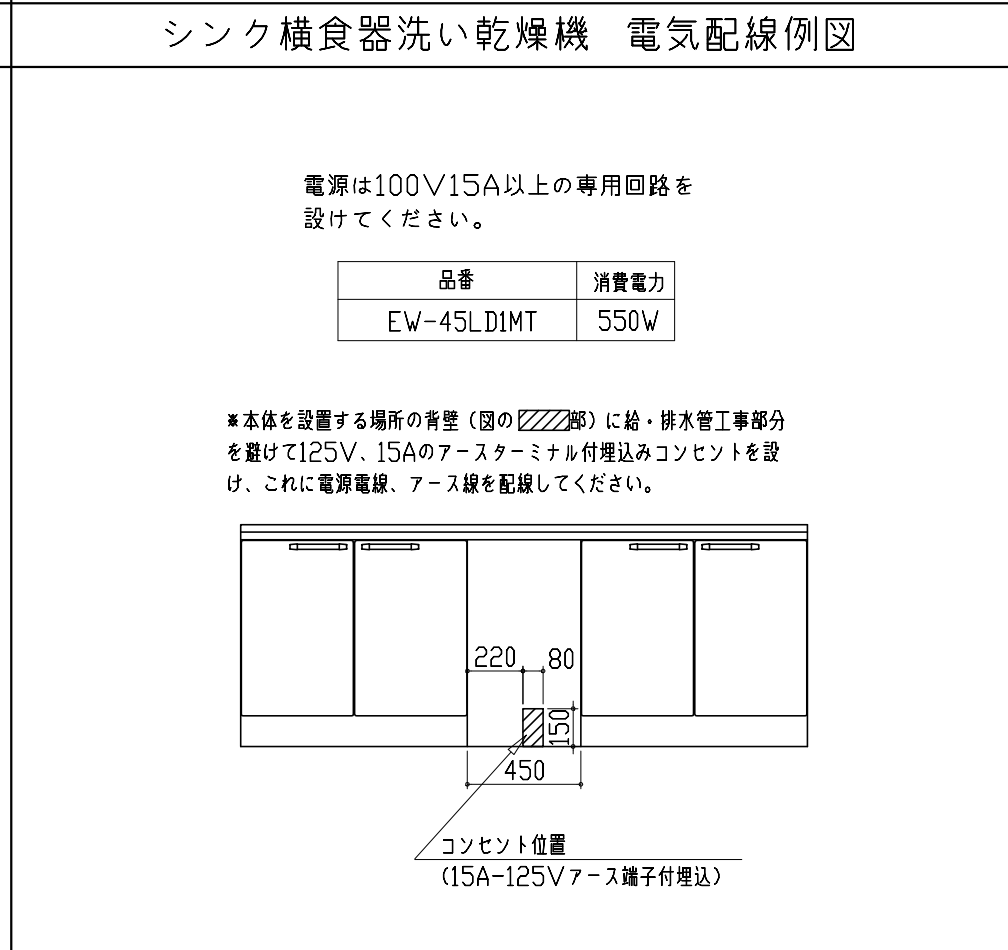 シンク横食器洗い乾燥機　電気配線例図
電源は100V15A以上の専用回路を
設けてください。
品番 消費電力
EW-45LD1MT 550W
※本体を設置する場所の背壁（図の部）に給・排水管工事部分
を避けて125V、15Aのアースターミナル付埋込みコンセントを設
け、これに電源電線、アース線を配線してください。
220 80
150
450
コンセント位置
(15A-125Vアース端子付埋込)